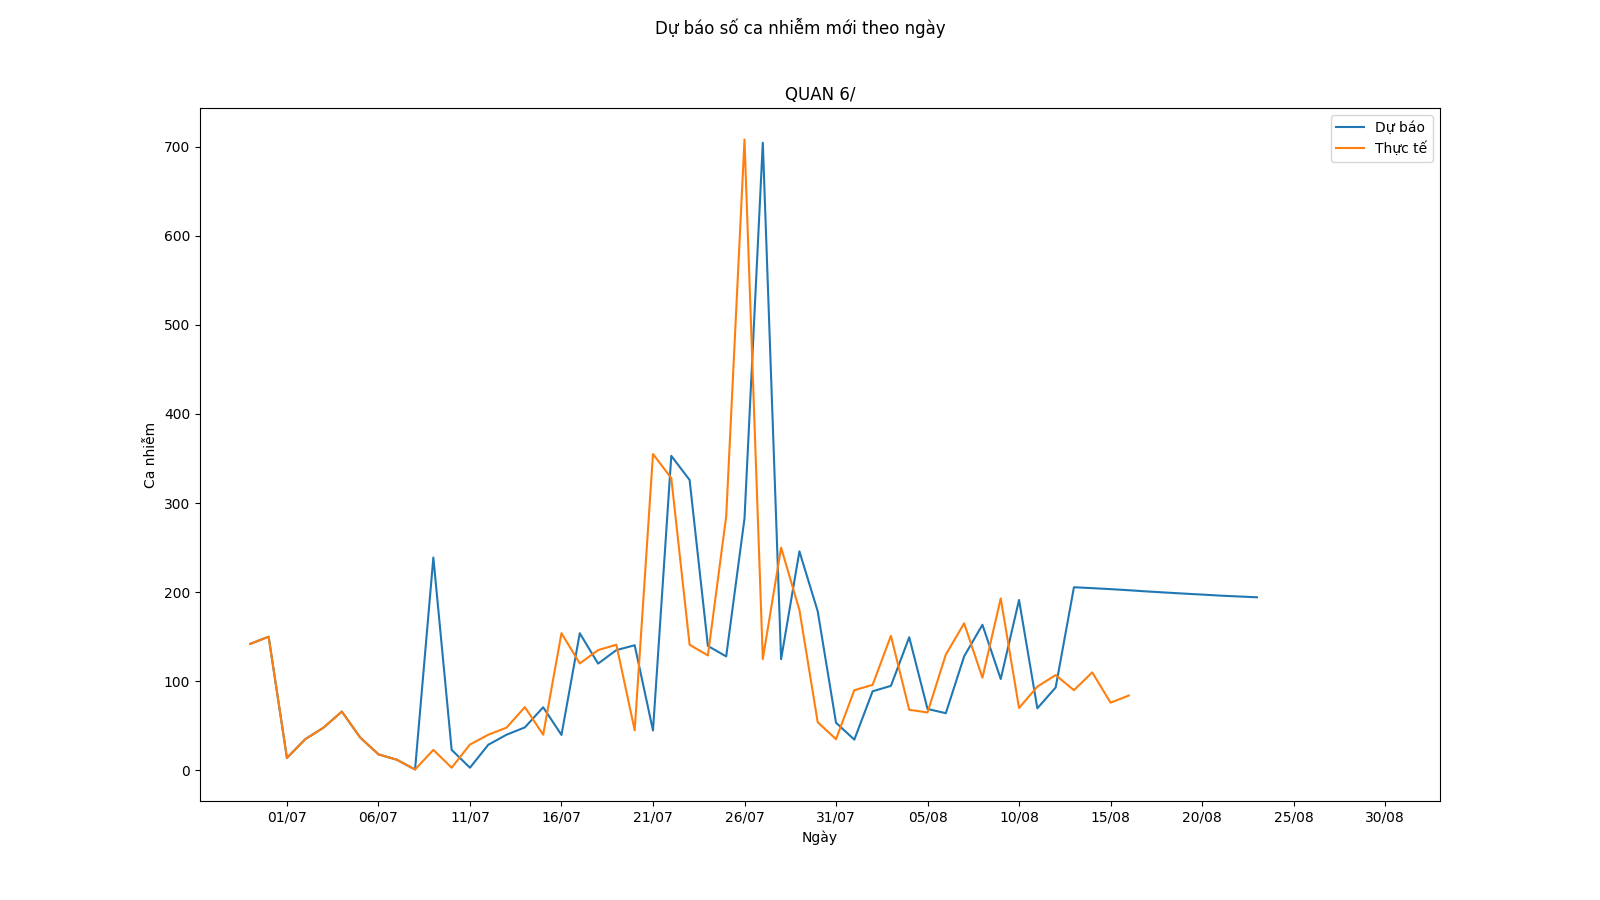 Dự báo số ca nhiễm mới theo ngày
QUAN 6/
Dự báo
Thực tế
700
600
500
400
300
200
100
0
Ca nhiễm
01/07 06/07 11/07 16/07 21/07 26/07 31/07 05/08 10/08 15/08 20/08 25/08 30/08
Ngày